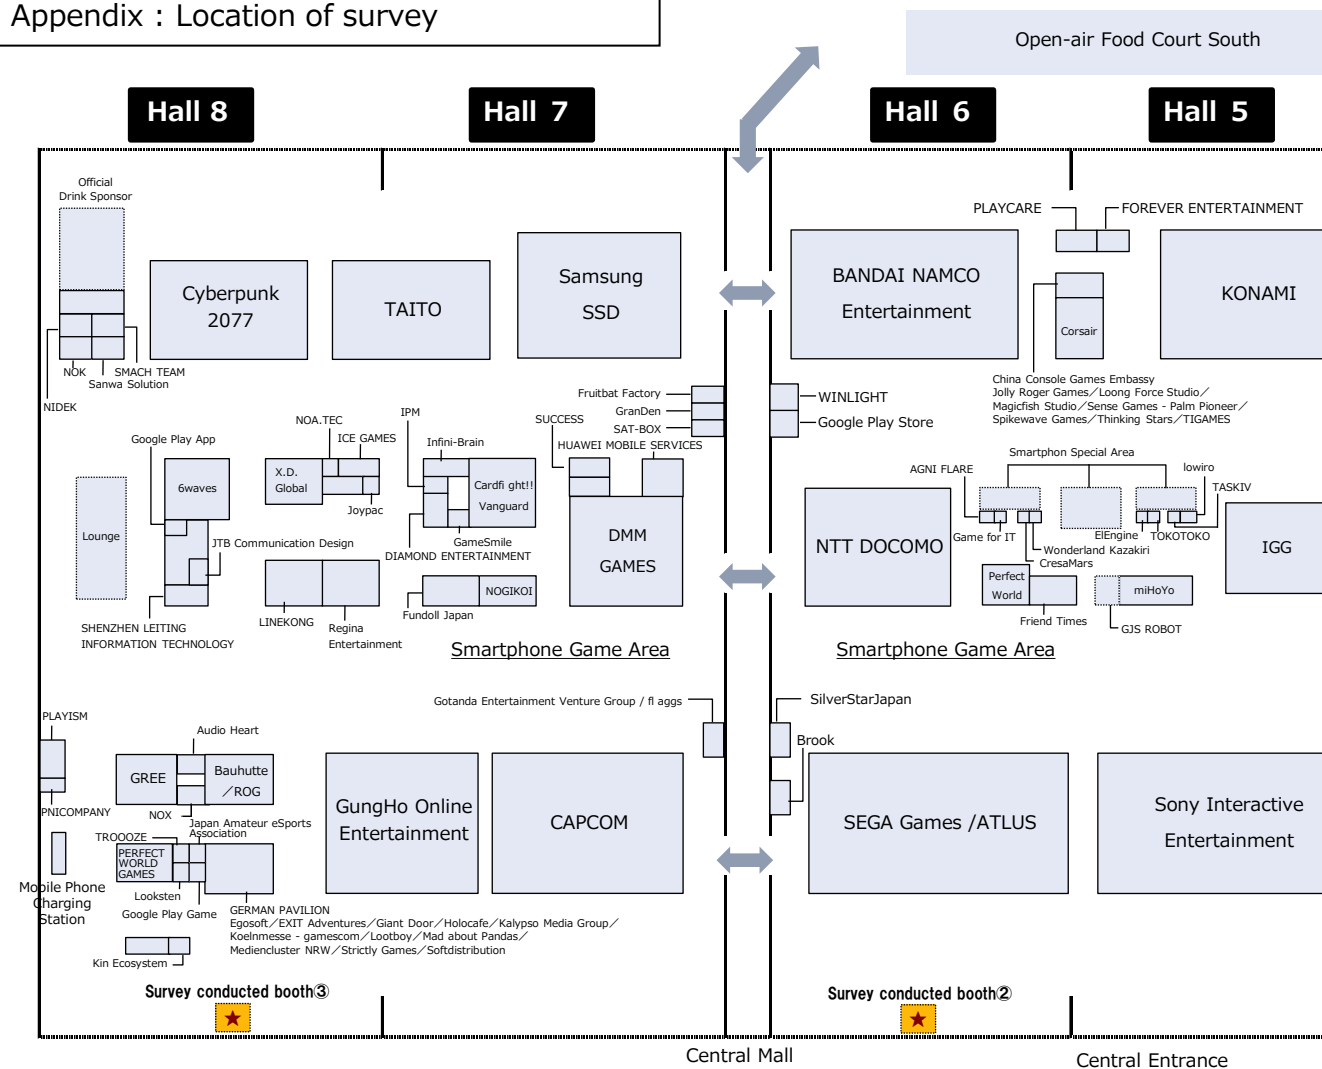 Appendix : Location of survey
Open-air Food Court South
Hall 8
Hall 7
Hall 6
Hall 5
Official
Drink Sponsor
Cyberpunk
2077
TAITO
Samsung
SSD
NOK
SMACH TEAM
Sanwa Solution
NIDEK
PLAYCARE
FOREVER ENTERTAINMENT
BANDAI NAMCO
Entertainment
Corsair
KONAMI
China Console Games Embassy
Jolly Roger Games／Loong Force Studio／
Magicfish Studio／Sense Games - Palm Pioneer／
Spikewave Games／Thinking Stars／TIGAMES
Fruitbat Factory
GranDen
SAT-BOX
WINLIGHT
Google Play Store
Google Play App
6waves
Lounge
JTB Communication Design
SHENZHEN LEITING
INFORMATION TECHNOLOGY
NOA.TEC
ICE GAMES
X.D.
Global
Joypac
LINEKONG
Regina
Entertainment
IPM
Infini-Brain
Cardfi ght!!
Vanguard
GameSmile
DIAMOND ENTERTAINMENT
NOGIKOI
Fundoll Japan
SUCCESS
HUAWEI MOBILE SERVICES
DMM
GAMES
Smartphone Game Area
Smartphon Special Area
AGNI FLARE
lowiro
TASKIV
NTT DOCOMO
Game for IT
ElEngine
TOKOTOKO
Wonderland Kazakiri
CresaMars
IGG
Perfect
World
miHoYo
Friend Times
GJS ROBOT
Smartphone Game Area
Gotanda Entertainment Venture Group / fl aggs
SilverStarJapan
Brook
PLAYISM
PNICOMPANY
Audio Heart
GREE
Bauhutte
／ROG
NOX
Japan Amateur eSports
Association
TROOOZE
PERFECT
WORLD
GAMES
Looksten
Google Play Game
Mobile Phone
Charging
Station
GERMAN PAVILION
Egosoft／EXIT Adventures／Giant Door／Holocafe／Kalypso Media Group／
Koelnmesse - gamescom／Lootboy／Mad about Pandas／
Mediencluster NRW／Strictly Games／Softdistribution
Kin Ecosystem
GungHo Online
Entertainment
CAPCOM
SEGA Games /ATLUS
Sony Interactive
Entertainment
Survey conducted booth③
Survey conducted booth②
Central Mall
Central Entrance